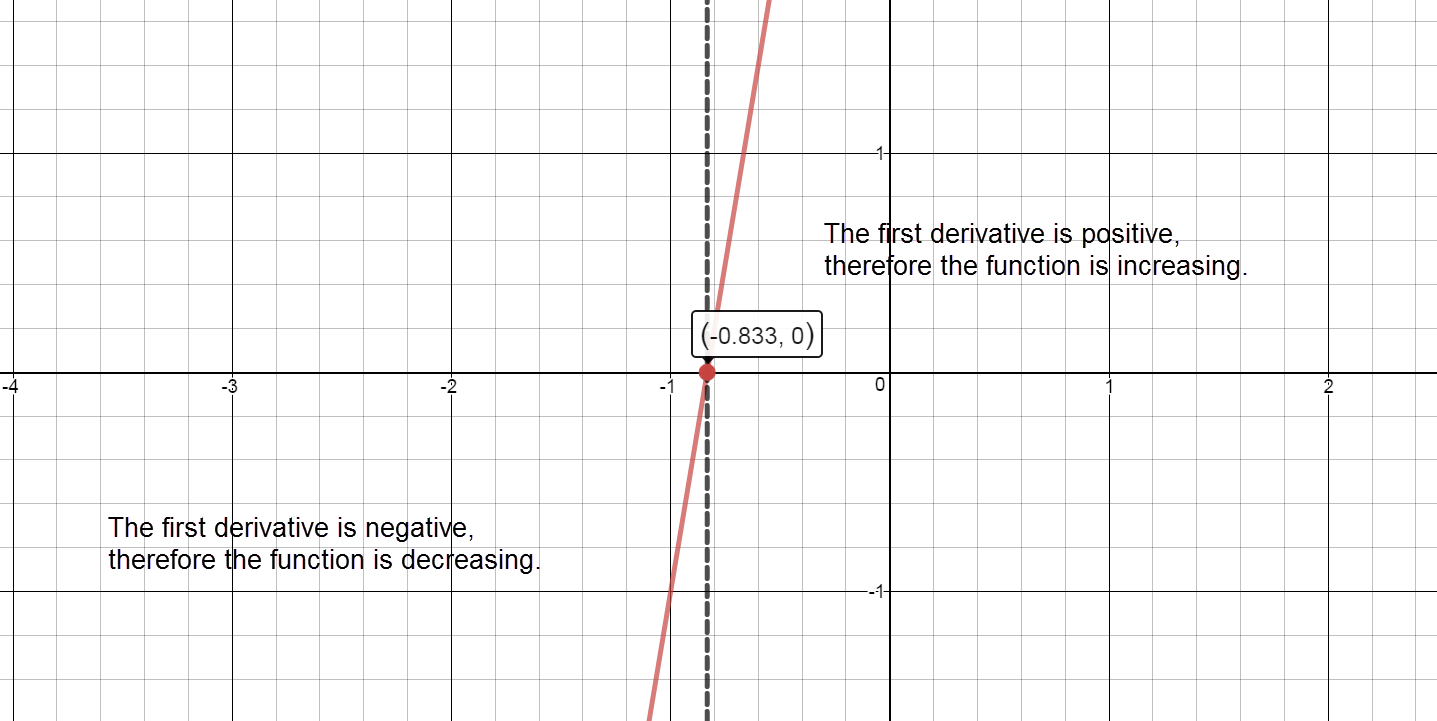 1
The first derivative is positive,
therefore the function is increasing.
(-0.833, 0)
-4
-3
-2
-1
0
1
2
The first derivative is negative,
therefore the function is decreasing.
-1